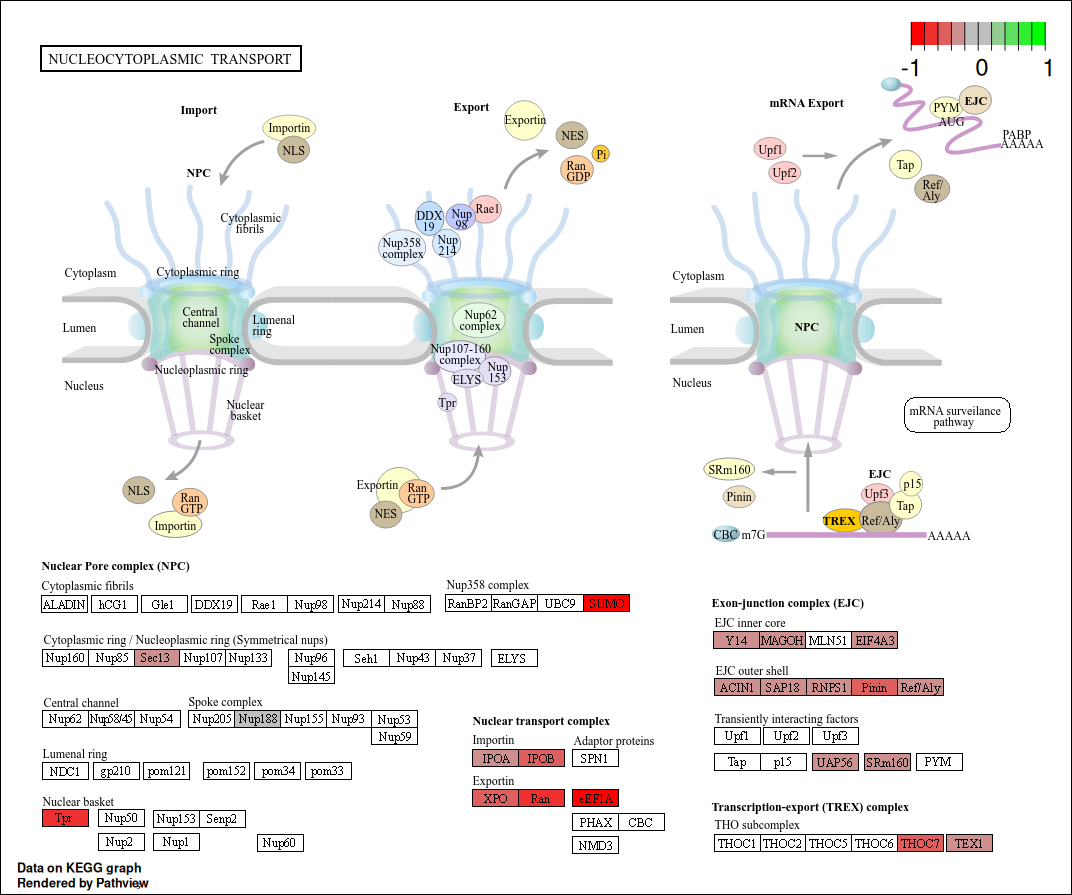 NUCLEOCYTOPLASMIC TRANSPORT
-1 0 1
Import
Importin
NLS
NPC
Cytoplasmic
fibrils
Cytoplasm
Cytoplasmic ring
Central
channel
Lumenal
ring
Lumen
Spoke
complex
Nucleoplasmic ring
Nucleus
Nuclear
basket
NLS
Ran
GTP
Importin
Export
Exportin
NES
Pi
Ran
GDP
DDX
19
Nup
98
Rae1
Nup358
complex
Nup
214
Nup62
complex
Nup107-160
complex
Nup
153
ELYS
Tpr
Exportin
Ran
GTP
NES
mRNA Export
PYM
EJC
AUG
PABP
AAAAA
Upf1
Upf2
Tap
Ref/
Aly
Cytoplasm
Lumen
NPC
Nucleus
mRNA surveilance
pathway
SRm160
Pinin
EJC
Upf3
p15
Tap
TREX
Ref/Aly
CBC m7G
AAAAA
Nuclear Pore complex (NPC)
Cytoplasmic fibrils
ALADIN hCG1 Gle1 DDX19 Rae1 Nup98 Nup214 Nup88
Nup358 complex
RanBP2 RanGAP UBC9 SUMO
Cytoplasmic ring / Nucleoplasmic ring (Symmetrical nups)
Nup160 Nup85 Sec13 Nup107 Nup133 Nup96 Seh1 Nup43 Nup37 ELYS
Nup145
Central channel
Nup62 Nup58/45 Nup54
Spoke complex
Nup205 Nup188 Nup155 Nup93 Nup53
Nup59
Lumenal ring
NDC1 gp210 pom121 pom152 pom34 pom33
Nuclear basket
Tpr Nup50 Nup153 Senp2
Nup2 Nup1 Nup60
Nuclear transport complex
Importin
IPOA IPOB
Adaptor proteins
SPN1
Exportin
XPO Ran eEF1A
PHAX CBC
NMD3
Exon-junction complex (EJC)
EJC inner core
Y14 MAGOH MLN51 EIF4A3
EJC outer shell
ACIN1 SAP18 RNPS1 Pinin Ref/Aly
Transiently interacting factors
Upf1 Upf2 Upf3
Tap p15 UAP56 SRm160 PYM
Transcription-export (TREX) complex
THO subcomplex
THOC1 THOC2 THOC5 THOC6 THOC7 TEX1
Data on KEGG graph
Rendered by Pathview